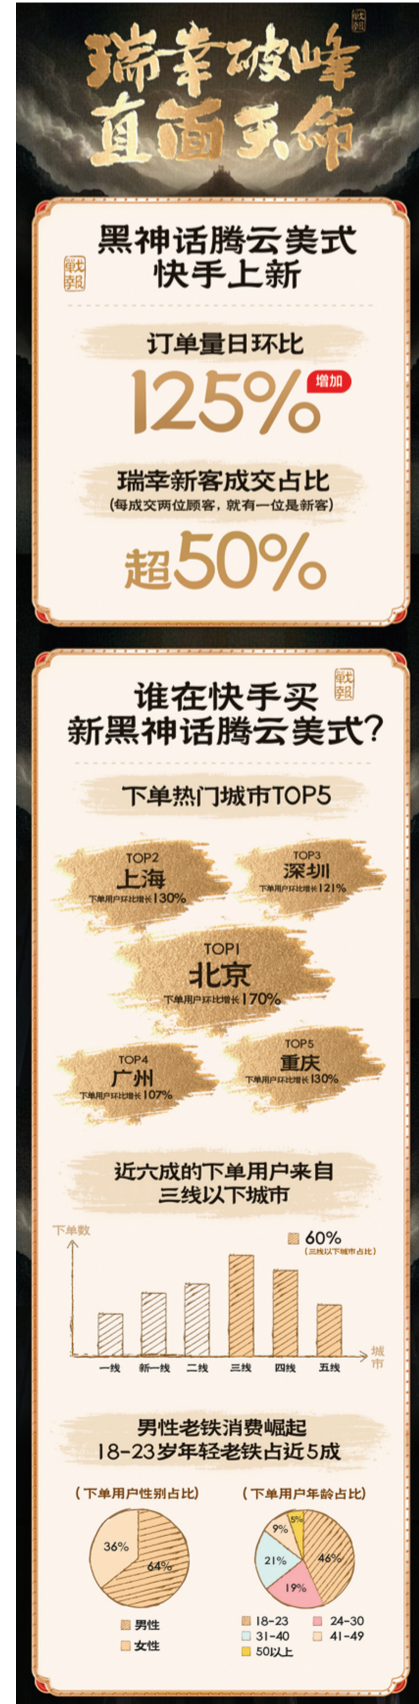 戰報
瑞幸破峰
直面天命
黑神话腾云美式
快手上新
戰報
订单量日环比
125%
增加
瑞幸新客成交占比
(每成交两位顾客，就有一位是新客)
超50%
谁在快手买
戰報
新黑神话腾云美式?
下单热门城市TOP5
TOP2
上海
下单用户环比增长130%
TOP3
深圳
下单用户环比增长121%
TOP1
北京
下单用户环比增长170%
TOP4
广州
下单用户环比增长107%
TOP5
重庆
下单用户环比增长130%
近六成的下单用户来自
三线以下城市
下单数
60%
(三线以下城市占比)
一线 新一线 二线 三线 四线 五线
城市
男性老铁消费崛起
18-23岁年轻老铁占近5成
(下单用户性别占比)
36%
64%
男性
女性
(下单用户年龄占比)
5%
9%
46%
21%
19%
18-23 24-30
31-40 41-49
50以上